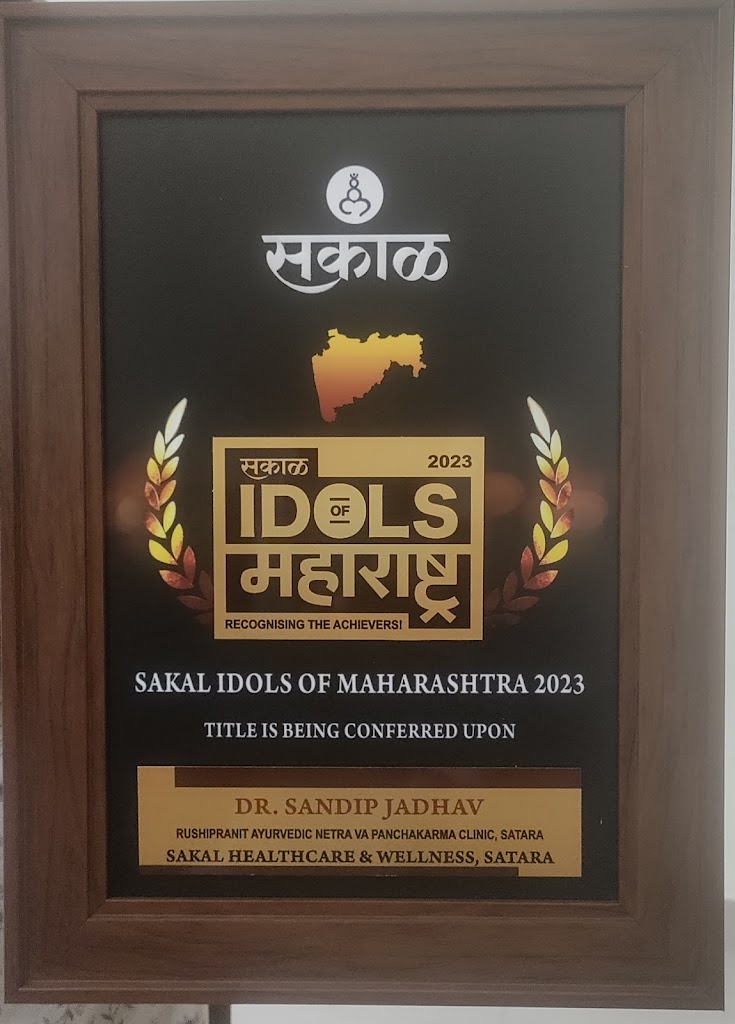 सकाळ
सकाळ 2023
IDOLS
OF
महाराष्ट्र
RECOGNISING THE ACHIEVERS!
SAKAL IDOLS OF MAHARASHTRA 2023
TITLE IS BEING CONFERRED UPON
DR. SANDIP JADHAV
RUSHIPRANIT AYURVEDIC NETRA VA PANCHAKARMA CLINIC, SATARA
SAKAL HEALTHCARE & WELLNESS, SATARA